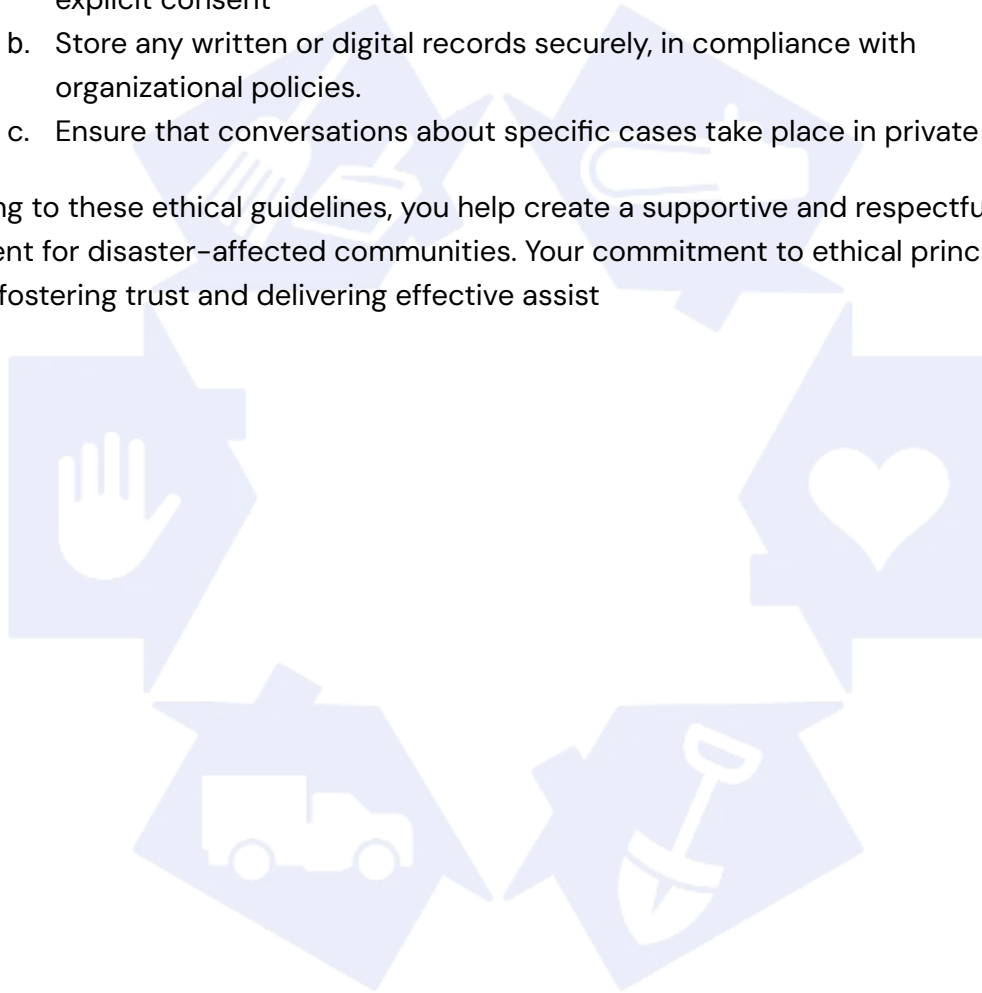 explicit consent
b. Store any written or digital records securely, in compliance with
organizational policies.
c. Ensure that conversations about specific cases take place in private
ng to these ethical guidelines, you help create a supportive and respectfu
ent for disaster-affected communities. Your commitment to ethical princ
fostering trust and delivering effective assist